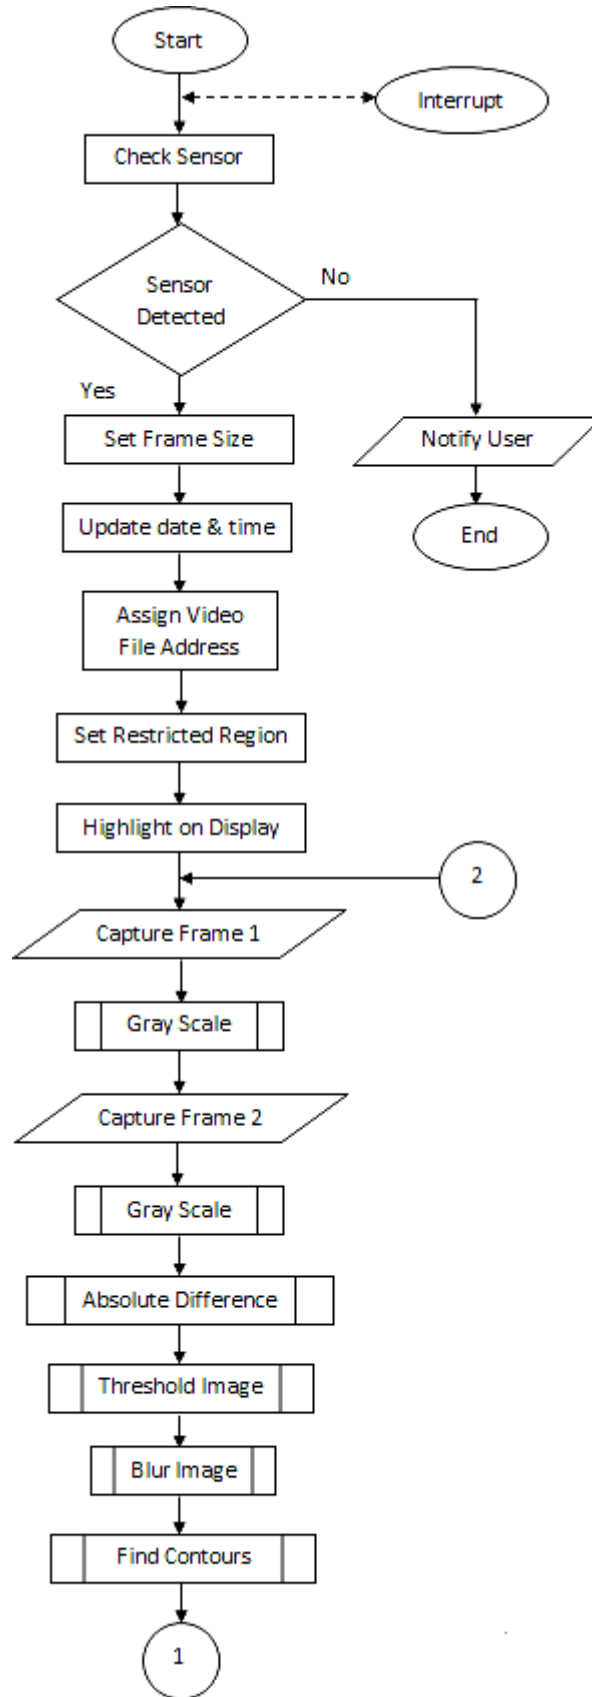 Start
Interrupt
Check Sensor
Sensor
Detected
No
Yes
Set Frame Size
Notify User
Update date & time
End
Assign Video
File Address
Set Restricted Region
Highlight on Display
2
Capture Frame 1
Gray Scale
Capture Frame 2
Gray Scale
Absolute Difference
Threshold Image
Blur Image
Find Contours
1